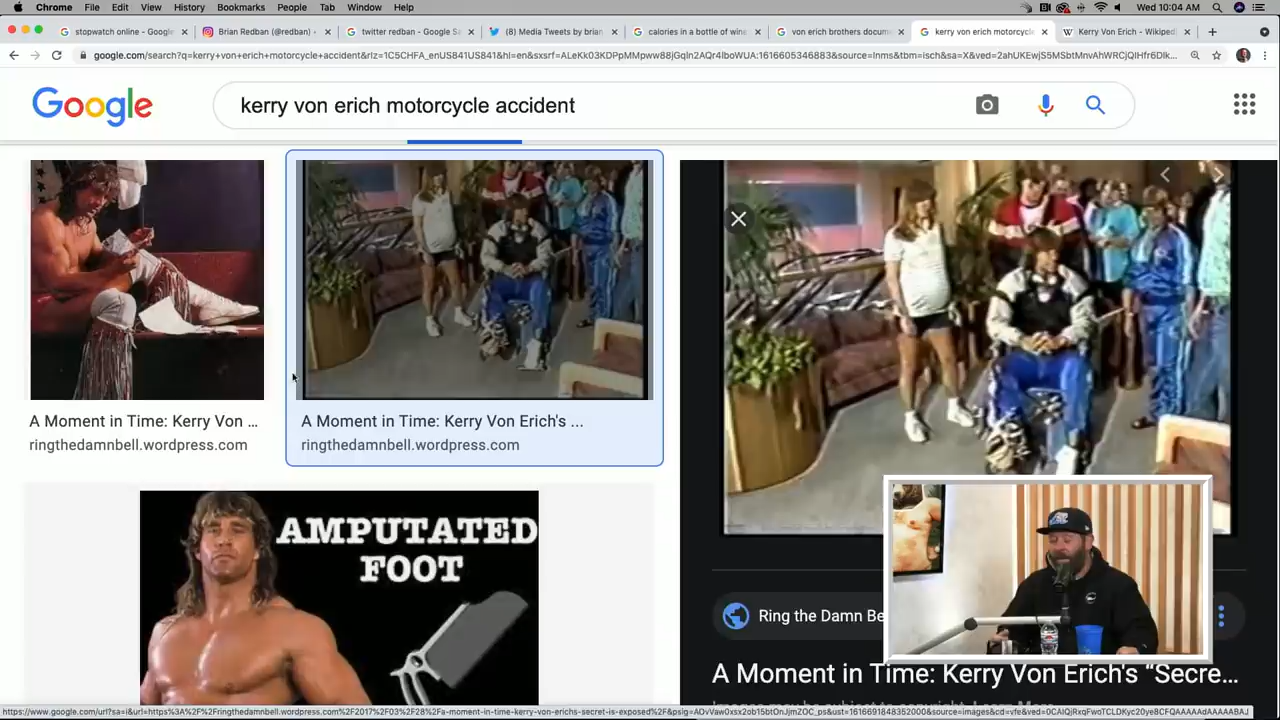 Chrome File Edit View History Bookmarks People Tab Window Help
Wed 10:04 AM
stopwatch online - Google
Brian Redban (@redban) •
twitter redban - Google Se
(8) Media Tweets by brian
calories in a bottle of wine
von erich brothers docume
kerry von erich motorcycle
Kerry Von Erich - Wikiped
Google
kerry von erich motorcycle accident
A Moment in Time: Kerry Von ...
ringthedamnbell.wordpress.com
A Moment in Time: Kerry Von Erich's ...
ringthedamnbell.wordpress.com
AMPUTATED
FOOT
Ring the Damn Be
A Moment in Time: Kerry Von Erich's “Secre...